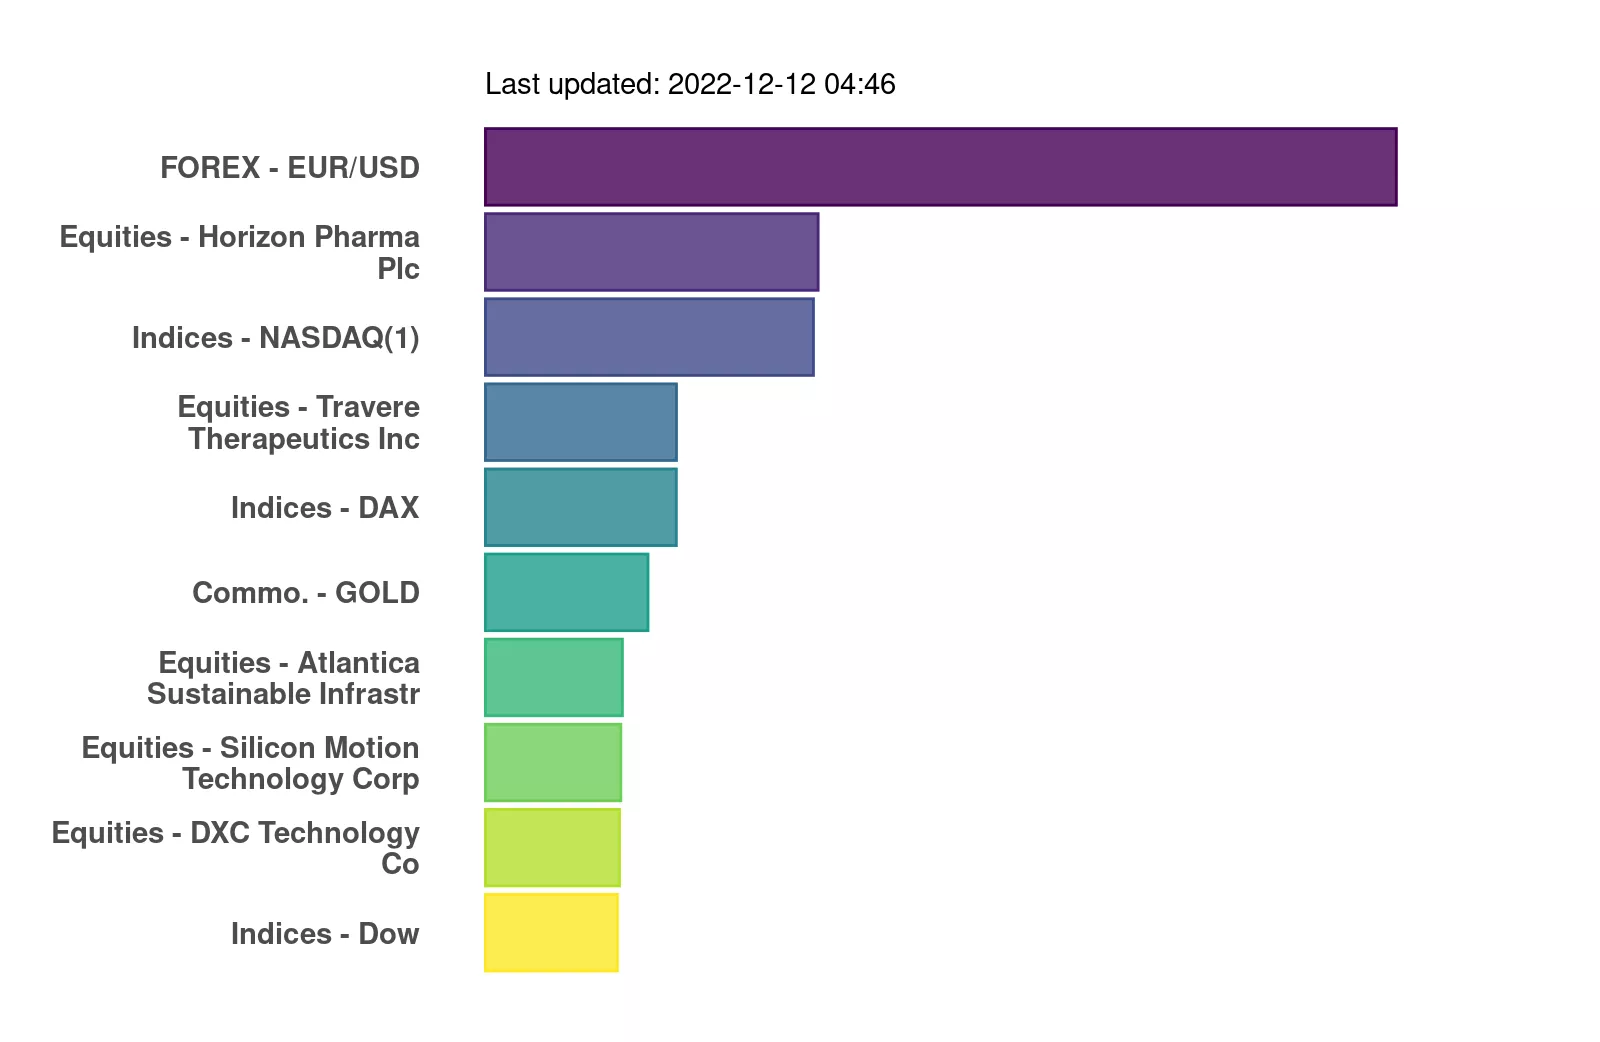 Last updated: 2022-12-12 04:46
FOREX - EUR/USD
Equities - Horizon Pharma
Plc
Indices - NASDAQ(1)
Equities - Travere
Therapeutics Inc
Indices - DAX
Commo. - GOLD
Equities - Atlantica
Sustainable Infrastr
Equities - Silicon Motion
Technology Corp
Equities - DXC Technology
Co
Indices - Dow